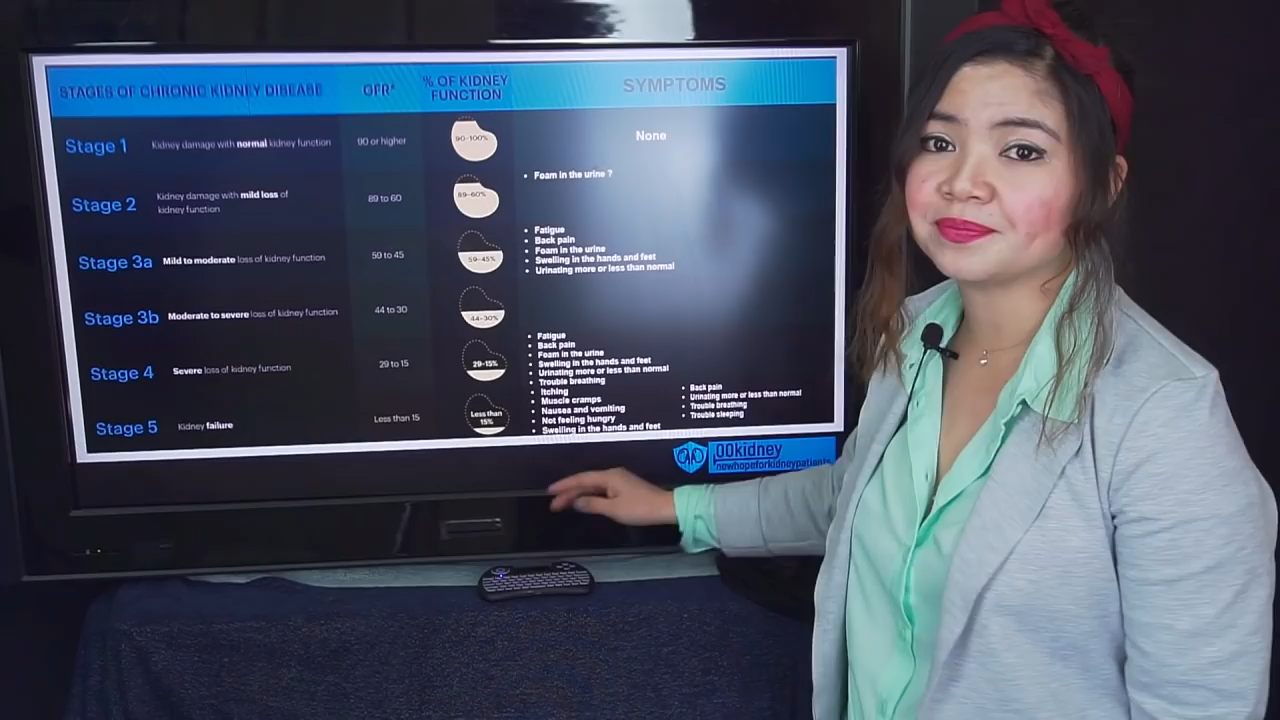 STAGES OF CHRONIC KIDNEY DISEASE
GFR*
% OF KIDNEY
FUNCTION
SYMPTOMS
Stage 1
Kidney damage with normal kidney function
90 or higher
90-100%
None
Stage 2
Kidney damage with mild loss of
kidney function
89 to 60
89-60%
• Foam in the urine ?
Stage 3a
Mild to moderate loss of kidney function
59 to 45
59-45%
• Fatigue
• Back pain
• Foam in the urine
• Swelling in the hands and feet
• Urinating more or less than normal
Stage 3b
Moderate to severe loss of kidney function
44 to 30
44-30%
Stage 4
Severe loss of kidney function
29 to 15
29-15%
Stage 5
Kidney failure
Less than 15
Less than
15%
• Fatigue
• Back pain
• Foam in the urine
• Swelling in the hands and feet
• Urinating more or less than normal
• Trouble breathing
• Itching
• Muscle cramps
• Nausea and vomiting
• Not feeling hungry
• Swelling in the hands and feet
• Back pain
• Urinating more or less than normal
• Trouble breathing
• Trouble sleeping
00kidney
newhopeforkidneypatients